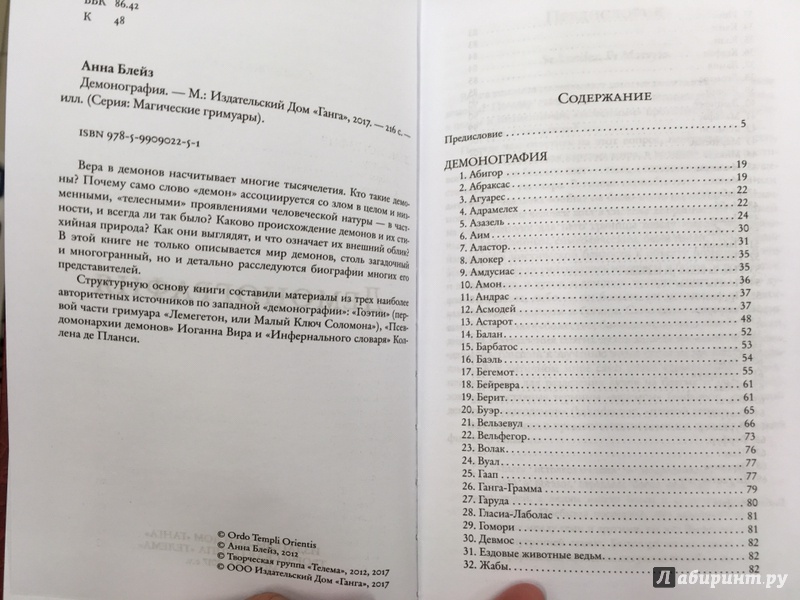 ББК 86.42
К 48
Анна Блейз
Демонография. — М.: Издательский Дом «Ганга», 2017. — 216 с. —
илл. (Серия: Магические гримуары).
ISBN 978-5-9909022-5-1
Вера в демонов насчитывает многие тысячелетия. Кто такие демо-
ны? Почему само слово «демон» ассоциируется со злом в целом и низ-
менными, «телесными» проявлениями человеческой натуры — в част-
ности, и всегда ли так было? Каково происхождение демонов и их сти-
хийная природа? Как они выглядят, и что означает их внешний облик?
В этой книге не только описывается мир демонов, столь загадочный
и многогранный, но и детально расследуются биографии многих его
представителей.
Структурную основу книги составили материалы из трех наиболее
авторитетных источников по западной «демонографии»: «Гоэтии» (пер-
вой части гримуара «Лемегетон, или Малый Ключ Соломона»), «Псев-
домонархии демонов» Иоганна Вира и «Инфернального словаря» Кол-
лена де Планси.
© Ordo Templi Orientis
© Анна Блейз, 2012
© Творческая группа «Телема», 2012, 2017
© ООО Издательский Дом «Ганга», 2017
Содержание
Предисловие 5
ДЕМОНОГРАФИЯ
1. Абигор 19
2. Абраксас 19
3. Агуарес 22
4. Адрамелех 22
5. Азазель 24
6. Аим 30
7. Аластор 31
8. Алокер 35
9. Амдусиас 35
10. Амон 36
11. Андрас 37
12. Асмодей 37
13. Астарот 48
14. Балан 52
15. Барбатос 53
16. Баэль 54
17. Бегемот 55
18. Бейревра 61
19. Берит 61
20. Буэр 65
21. Вельзевул 66
22. Вельфегор 73
23. Волак 76
24. Вуал 77
25. Гаап 77
26. Ганга-Грамма 79
27. Гаруда 80
28. Гласиа-Лаболас 81
29. Гомори 81
30. Девмос 82
31. Ездовые животные ведьм 82
32. Жабы 82
Лабиринт.ру